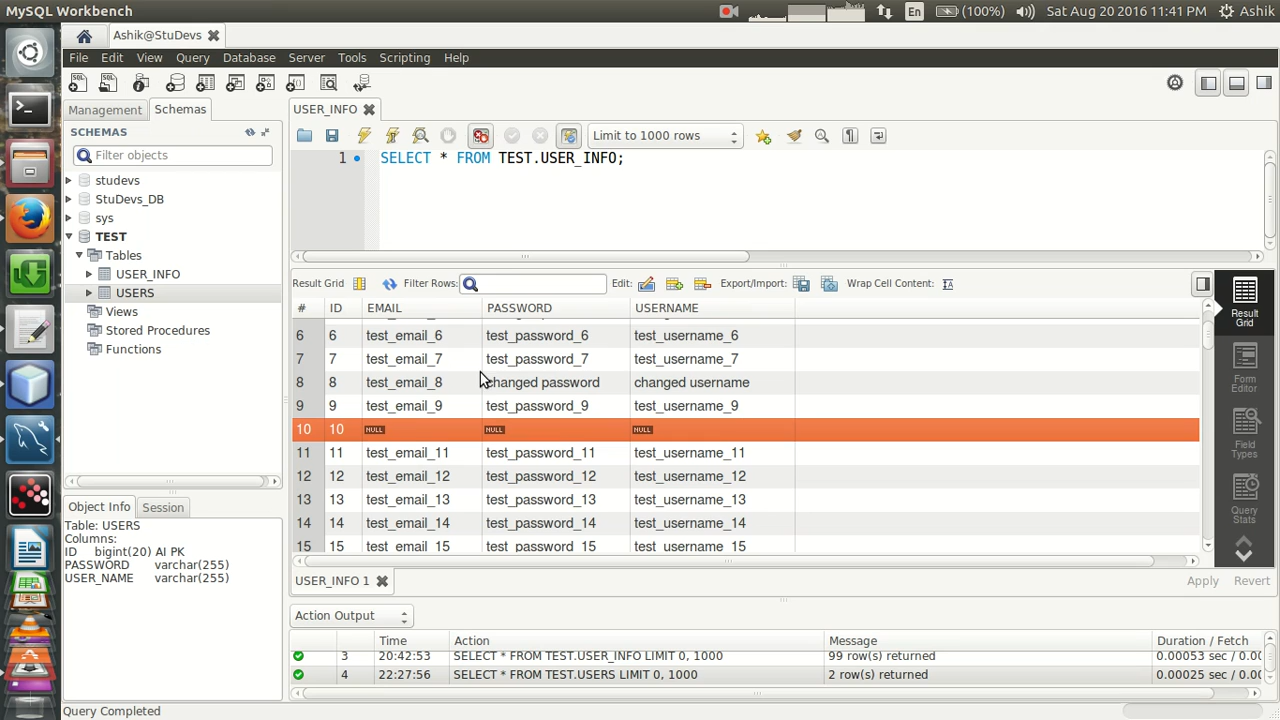 MySQL Workbench
En
(100%)
Sat Aug 20 2016 11:41 PM
Ashik
Ashik@StuDevs
File Edit View Query Database Server Tools Scripting Help
Management
Schemas
USER_INFO
SCHEMAS
Filter objects
studevs
StuDevs_DB
sys
TEST
Tables
USER_INFO
USERS
Views
Stored Procedures
Functions
Object Info
Session
Table: USERS
Columns:
ID bigint(20) AI PK
PASSWORD varchar(255)
USER_NAME varchar(255)
Limit to 1000 rows
1 SELECT * FROM TEST.USER_INFO;
Result Grid
Filter Rows:
Edit:
Export/Import:
Wrap Cell Content:
# ID EMAIL PASSWORD USERNAME
6 6 test_email_6 test_password_6 test_username_6
7 7 test_email_7 test_password_7 test_username_7
8 8 test_email_8 changed password changed username
9 9 test_email_9 test_password_9 test_username_9
10 10 NULL NULL NULL
11 11 test_email_11 test_password_11 test_username_11
12 12 test_email_12 test_password_12 test_username_12
13 13 test_email_13 test_password_13 test_username_13
14 14 test_email_14 test_password_14 test_username_14
15 15 test_email_15 test_password_15 test_username_15
Result
Grid
Form
Editor
Field
Types
Query
Stats
USER_INFO 1
Apply
Revert
Action Output
Time Action Message Duration / Fetch
3 20:42:53 SELECT * FROM TEST.USER_INFO LIMIT 0, 1000 99 row(s) returned 0.00053 sec / 0.00
4 22:27:56 SELECT * FROM TEST.USERS LIMIT 0, 1000 2 row(s) returned 0.00025 sec / 0.00
Query Completed